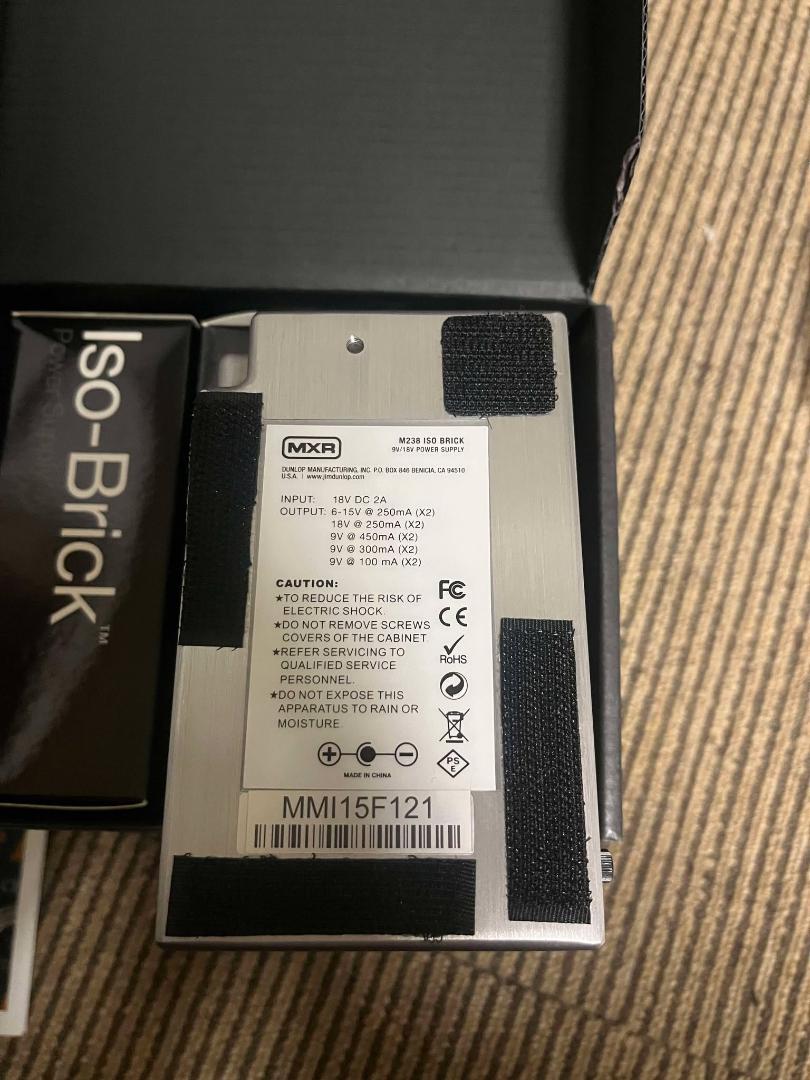 Iso-Brick™
Power Supply
MXR
M238 ISO BRICK
9V/18V POWER SUPPLY
DUNLOP MANUFACTURING, INC. P.O. BOX 846 BENICIA, CA 94510
U.S.A. | www.jimdunlop.com
INPUT: 18V DC 2A
OUTPUT: 6-15V @ 250mA (X2)
18V @ 250mA (X2)
9V @ 450mA (X2)
9V @ 300mA (X2)
9V @ 100 mA (X2)
CAUTION:
★TO REDUCE THE RISK OF
ELECTRIC SHOCK.
★DO NOT REMOVE SCREWS
COVERS OF THE CABINET.
★REFER SERVICING TO
QUALIFIED SERVICE
PERSONNEL.
★DO NOT EXPOSE THIS
APPARATUS TO RAIN OR
MOISTURE.
FC
CE
RoHS
PS
E
MADE IN CHINA
MMI15F121